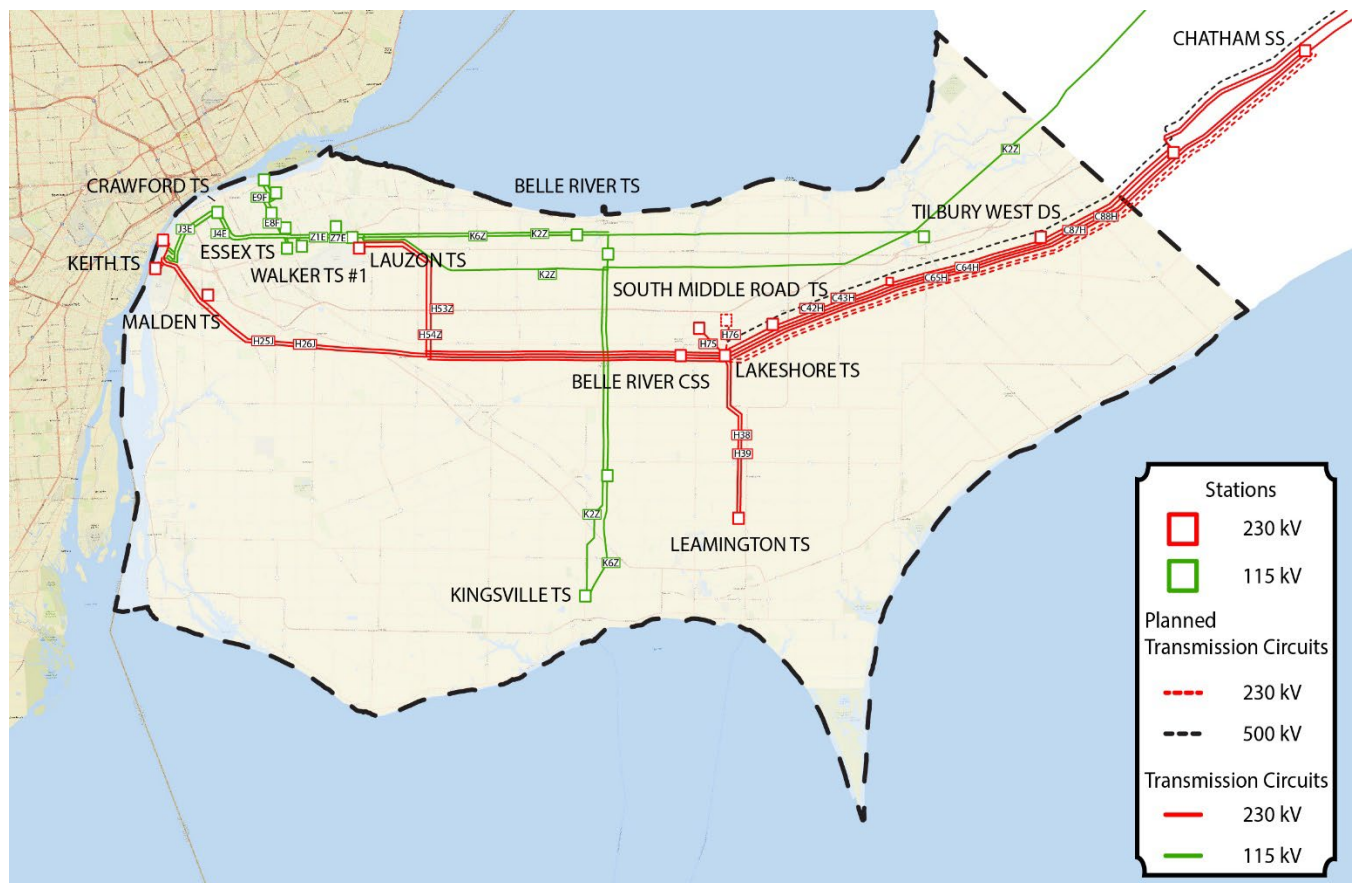 CHATHAM SS
K2Z
CRAWFORD TS
BELLE RIVER TS
E9F
TILBURY WEST DS
C88H
J3E
J4E
E8F
K6Z
K2Z
C87H
ESSEX TS
Z1E
Z7E
KEITH TS
WALKER TS #1
LAUZON TS
K2Z
C64H
C65H
SOUTH MIDDLE ROAD TS
C43H
C42H
H53Z
MALDEN TS
H54Z
H76
H75
H25J
H26J
BELLE RIVER CSS
LAKESHORE TS
H38
H39
K2Z
LEAMINGTON TS
K6Z
KINGSVILLE TS
Stations
230 kV
115 kV
Planned
Transmission Circuits
230 kV
500 kV
Transmission Circuits
230 kV
115 kV